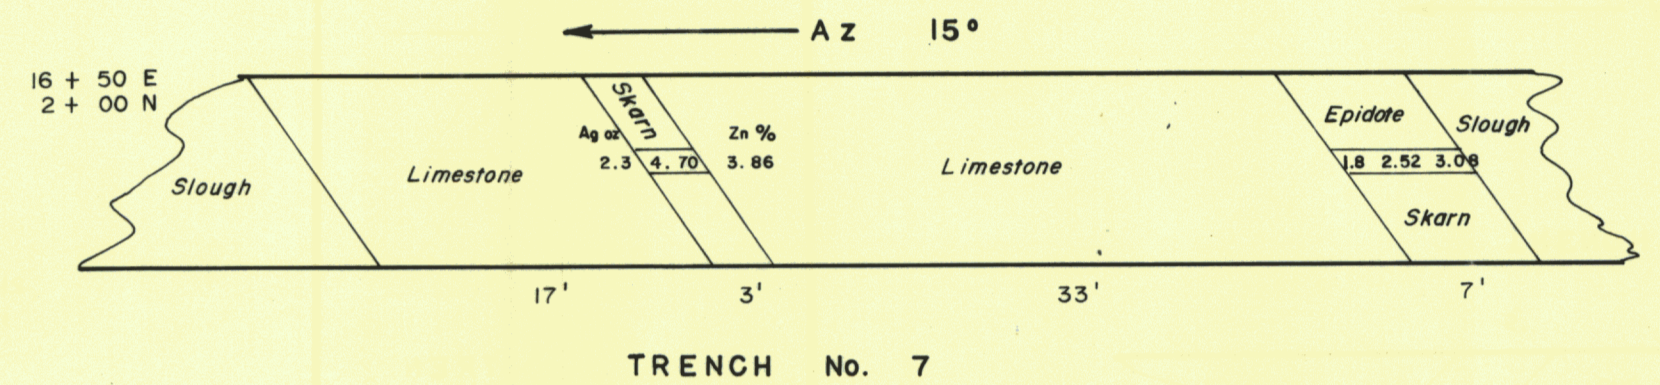 Az 15°
16 + 50 E
2 + 00 N
Skarn
Epidote
Slough
Ag oz
Zn %
2.3 4.70 3.86
1.8 2.52 3.08
Limestone
Limestone
Slough
Skarn
17' 3' 33' 7'
TRENCH No. 7